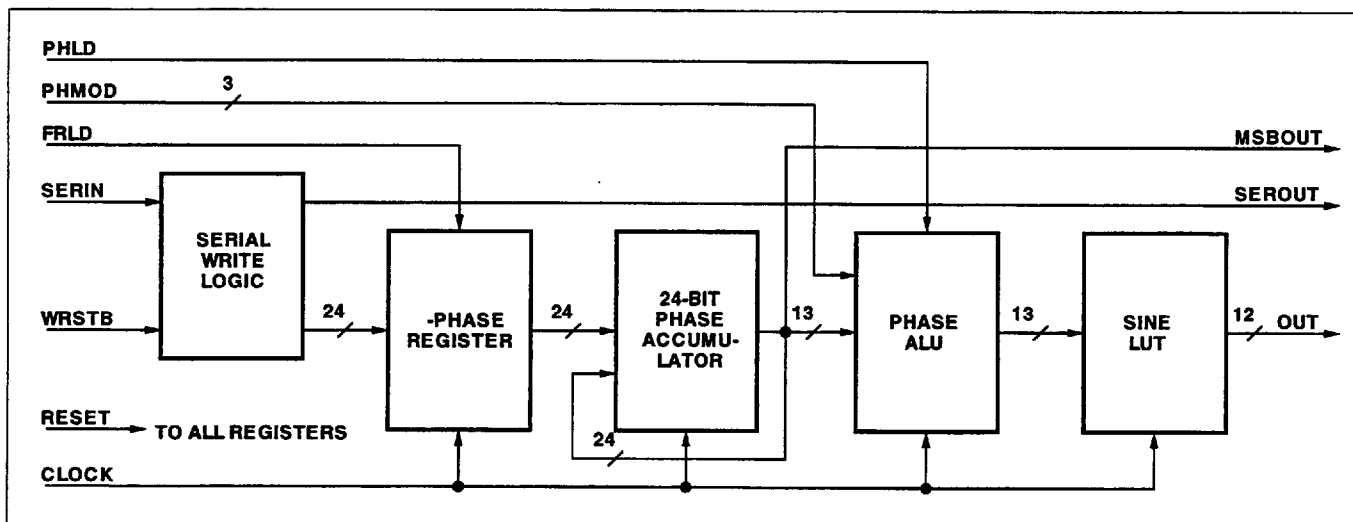 PHLD
PHMOD
3
FRLD
MSBOUT
SERIN
SEROUT
SERIAL
WRITE
LOGIC
WRSTB
24
-PHASE
REGISTER
24
24-BIT
PHASE
ACCUMU-
LATOR
24
13
PHASE
ALU
13
SINE
LUT
12
OUT
RESET
TO ALL REGISTERS
CLOCK